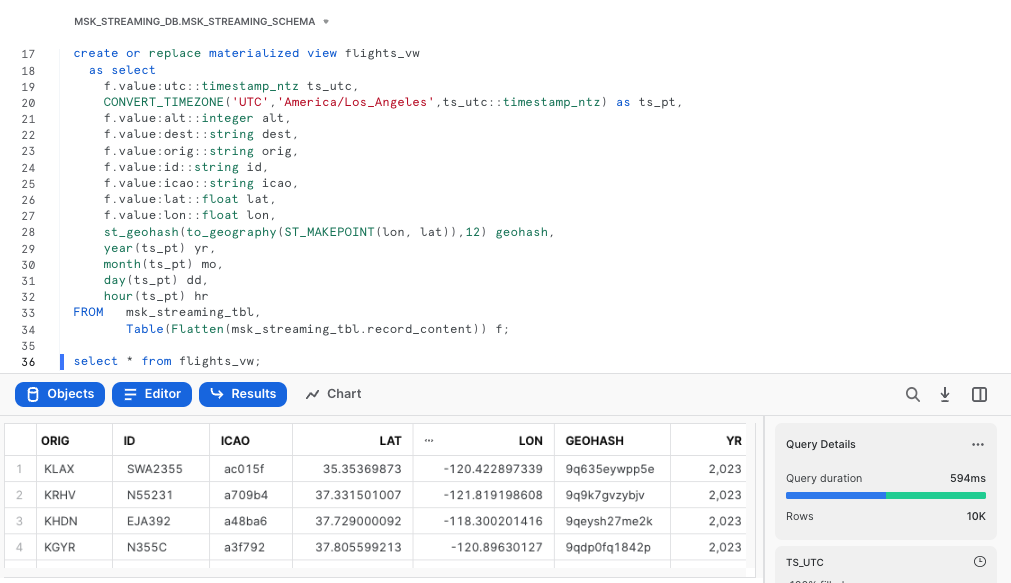 MSK_STREAMING_DB.MSK_STREAMING_SCHEMA
17 create or replace materialized view flights_vw
18 as select
19 f.value:utc::timestamp_ntz ts_utc,
20 CONVERT_TIMEZONE('UTC','America/Los_Angeles',ts_utc::timestamp_ntz) as ts_pt,
21 f.value:alt::integer alt,
22 f.value:dest::string dest,
23 f.value:orig::string orig,
24 f.value:id::string id,
25 f.value:icao::string icao,
26 f.value:lat::float lat,
27 f.value:lon::float lon,
28 st_geohash(to_geography(ST_MAKEPOINT(lon, lat)),12) geohash,
29 year(ts_pt) yr,
30 month(ts_pt) mo,
31 day(ts_pt) dd,
32 hour(ts_pt) hr
33 FROM msk_streaming_tbl,
34 Table(Flatten(msk_streaming_tbl.record_content)) f;
35
36 select * from flights_vw;
Objects Editor Results Chart
ORIG ID ICAO LAT ... LON GEOHASH YR
1 KLAX SWA2355 ac015f 35.35369873 -120.422897339 9q635eywpp5e 2,023
2 KRHV N55231 a709b4 37.331501007 -121.819198608 9q9k7gvzybjv 2,023
3 KHDN EJA392 a48ba6 37.729000092 -118.300201416 9qeysh27me2k 2,023
4 KGYR N355C a3f792 37.805599213 -120.89630127 9qdp0fq1842p 2,023
Query Details ...
Query duration 594ms
Rows 10K
TS_UTC